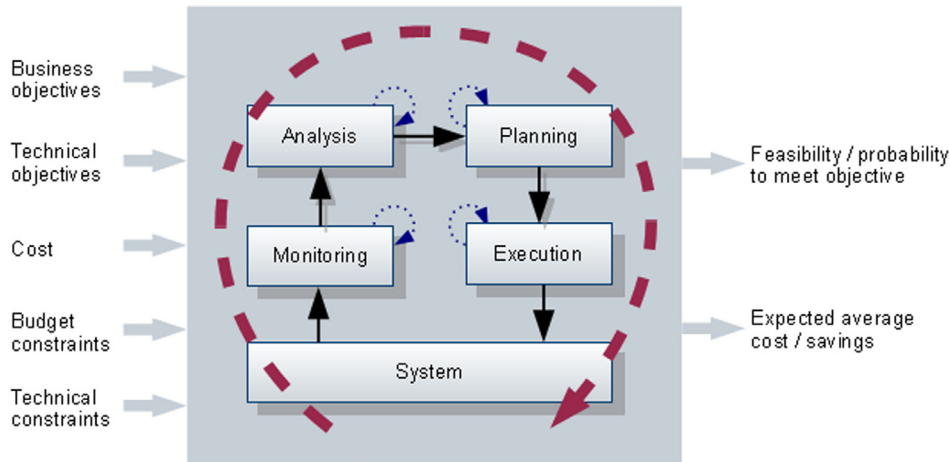 Business
objectives
Technical
objectives
Cost
Budget
constraints
Technical
constraints
Analysis
Planning
Monitoring
Execution
System
Feasibility / probability
to meet objective
Expected average
cost / savings